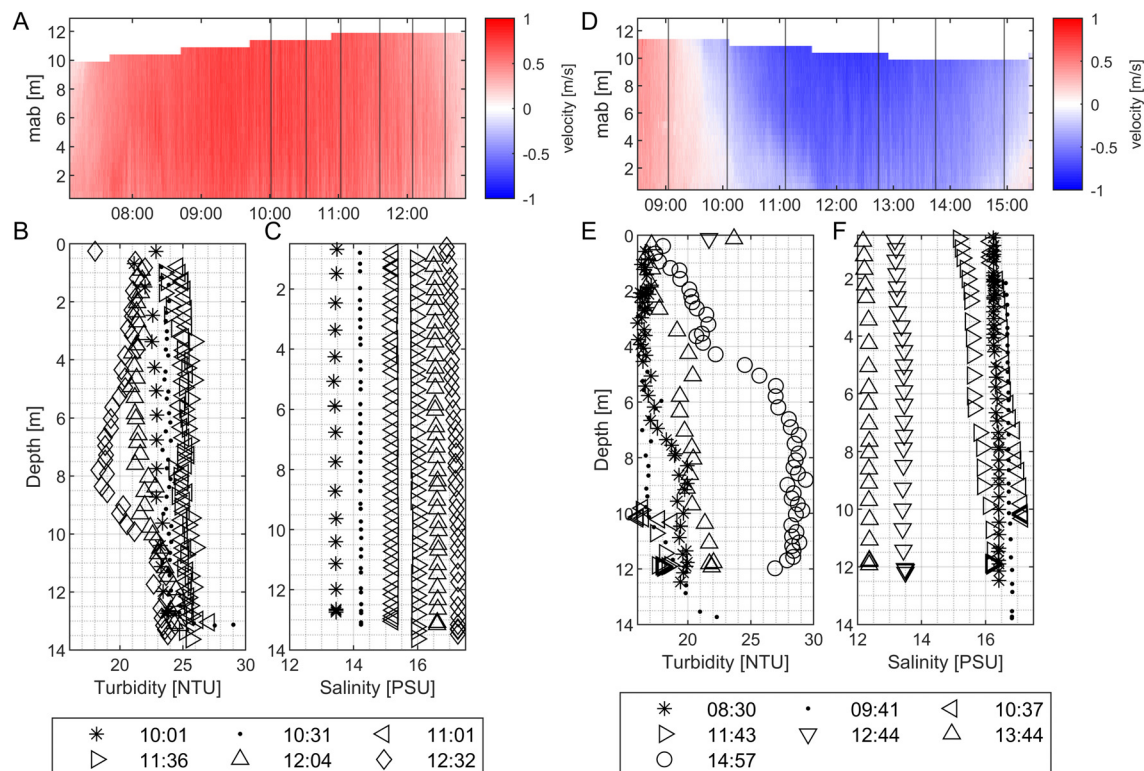 A
12
10
8
6
4
2
mab [m]
08:00 09:00 10:00 11:00 12:00
1
0.5
0
-0.5
-1
velocity [m/s]
D
12
10
8
6
4
2
mab [m]
09:00 10:00 11:00 12:00 13:00 14:00 15:00
1
0.5
0
-0.5
-1
velocity [m/s]
B
0
2
4
6
8
10
12
14
Depth [m]
20 25 30
Turbidity [NTU]
C
0
2
4
6
8
10
12
14
12 14 16
Salinity [PSU]
E
0
2
4
6
8
10
12
14
Depth [m]
20 25 30
Turbidity [NTU]
F
0
2
4
6
8
10
12
14
12 14 16
Salinity [PSU]
10:01 10:31 11:01
11:36 12:04 12:32
08:30 09:41 10:37
11:43 12:44 13:44
14:57